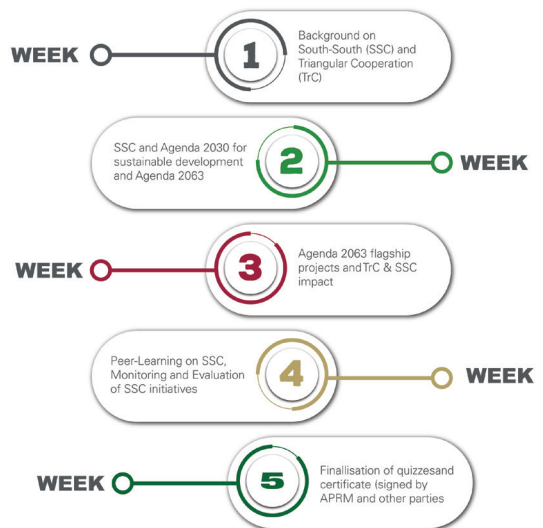 WEEK
1
Background on
South-South (SSC) and
Triangular Cooperation
(TrC)
SSC and Agenda 2030 for
sustainable development
and Agenda 2063
2
WEEK
WEEK
3
Agenda 2063 flagship
projects and TrC & SSC
impact
Peer-Learning on SSC,
Monitoring and Evaluation
of SSC initiatives
4
WEEK
WEEK
5
Finallisation of quizzesand
certificate (signed by
APRM and other parties